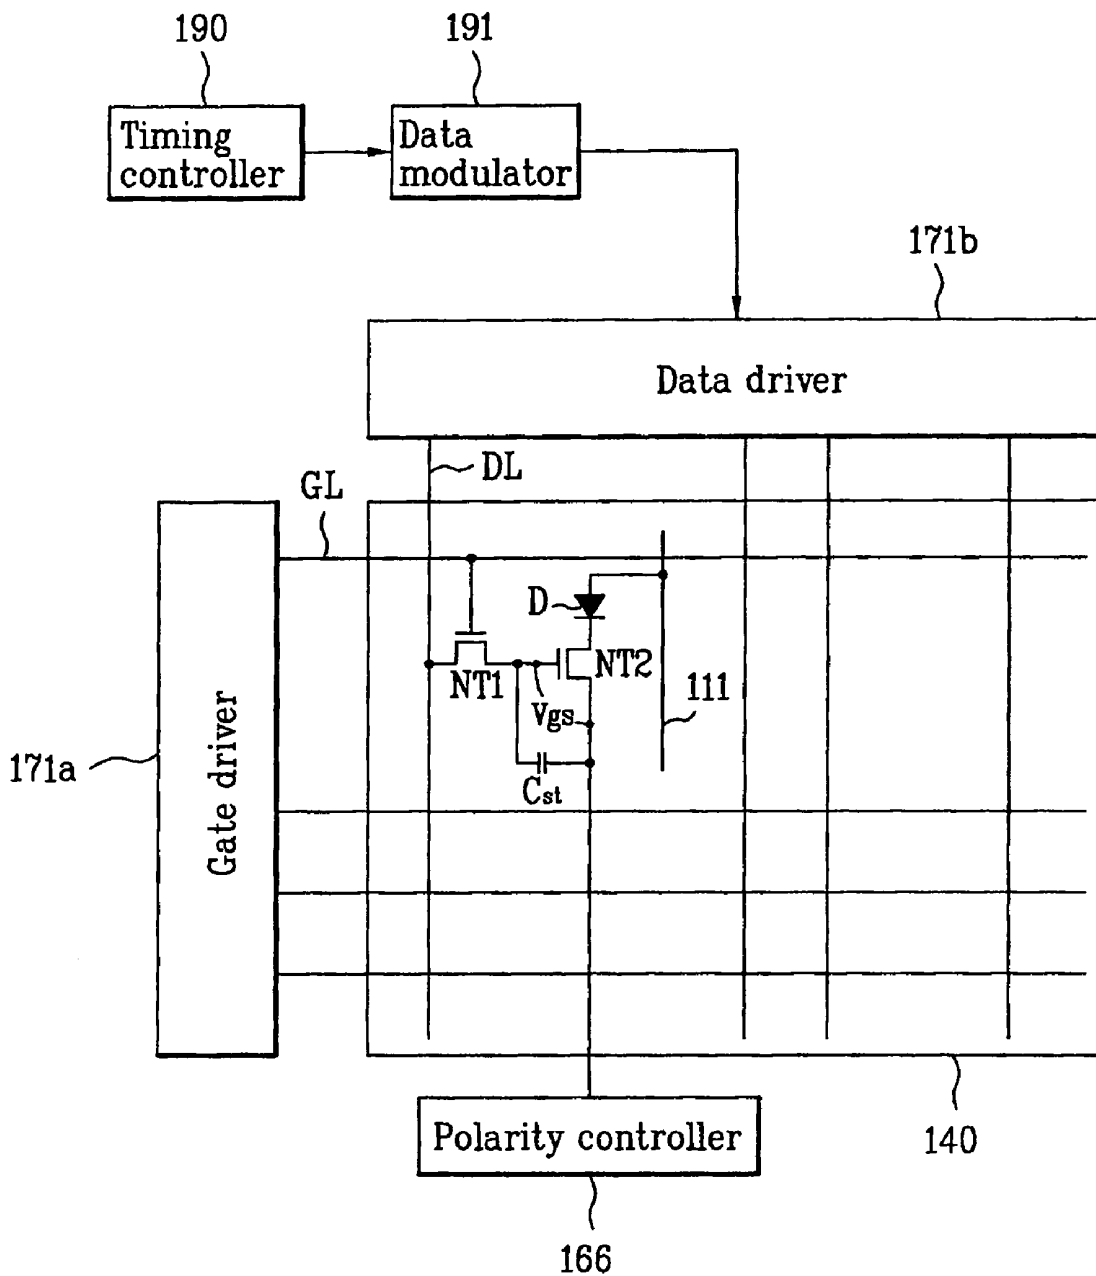 190
191
Timing
controller
Data
modulator
171b
Data driver
DL
GL
D
NT1
NT2
Vgs
111
Cst
171a
Gate driver
Polarity controller
140
166